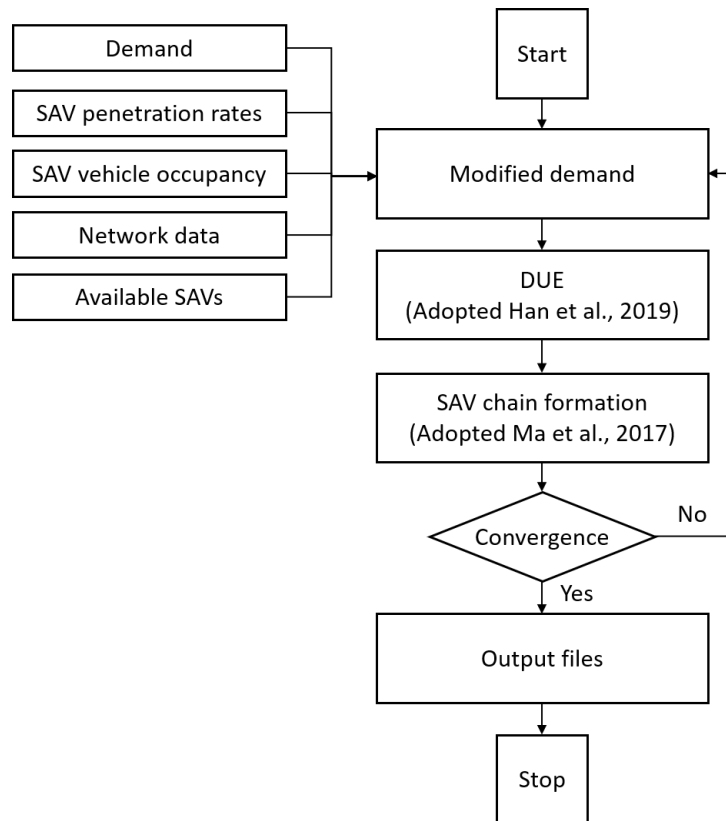 Demand
SAV penetration rates
SAV vehicle occupancy
Network data
Available SAVs
Start
Modified demand
DUE
(Adopted Han et al., 2019)
SAV chain formation
(Adopted Ma et al., 2017)
Convergence
No
Yes
Output files
Stop